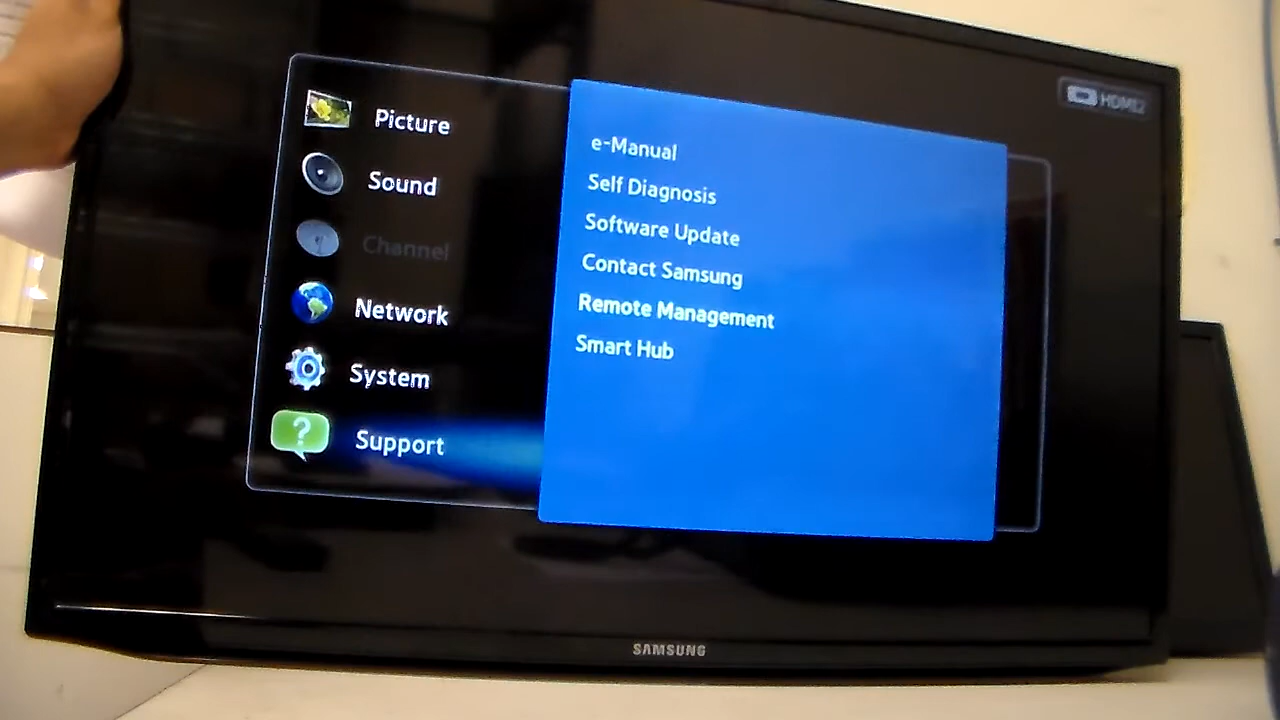 HDMI2
Picture
Sound
Channel
Network
System
Support
e-Manual
Self Diagnosis
Software Update
Contact Samsung
Remote Management
Smart Hub
SAMSUNG